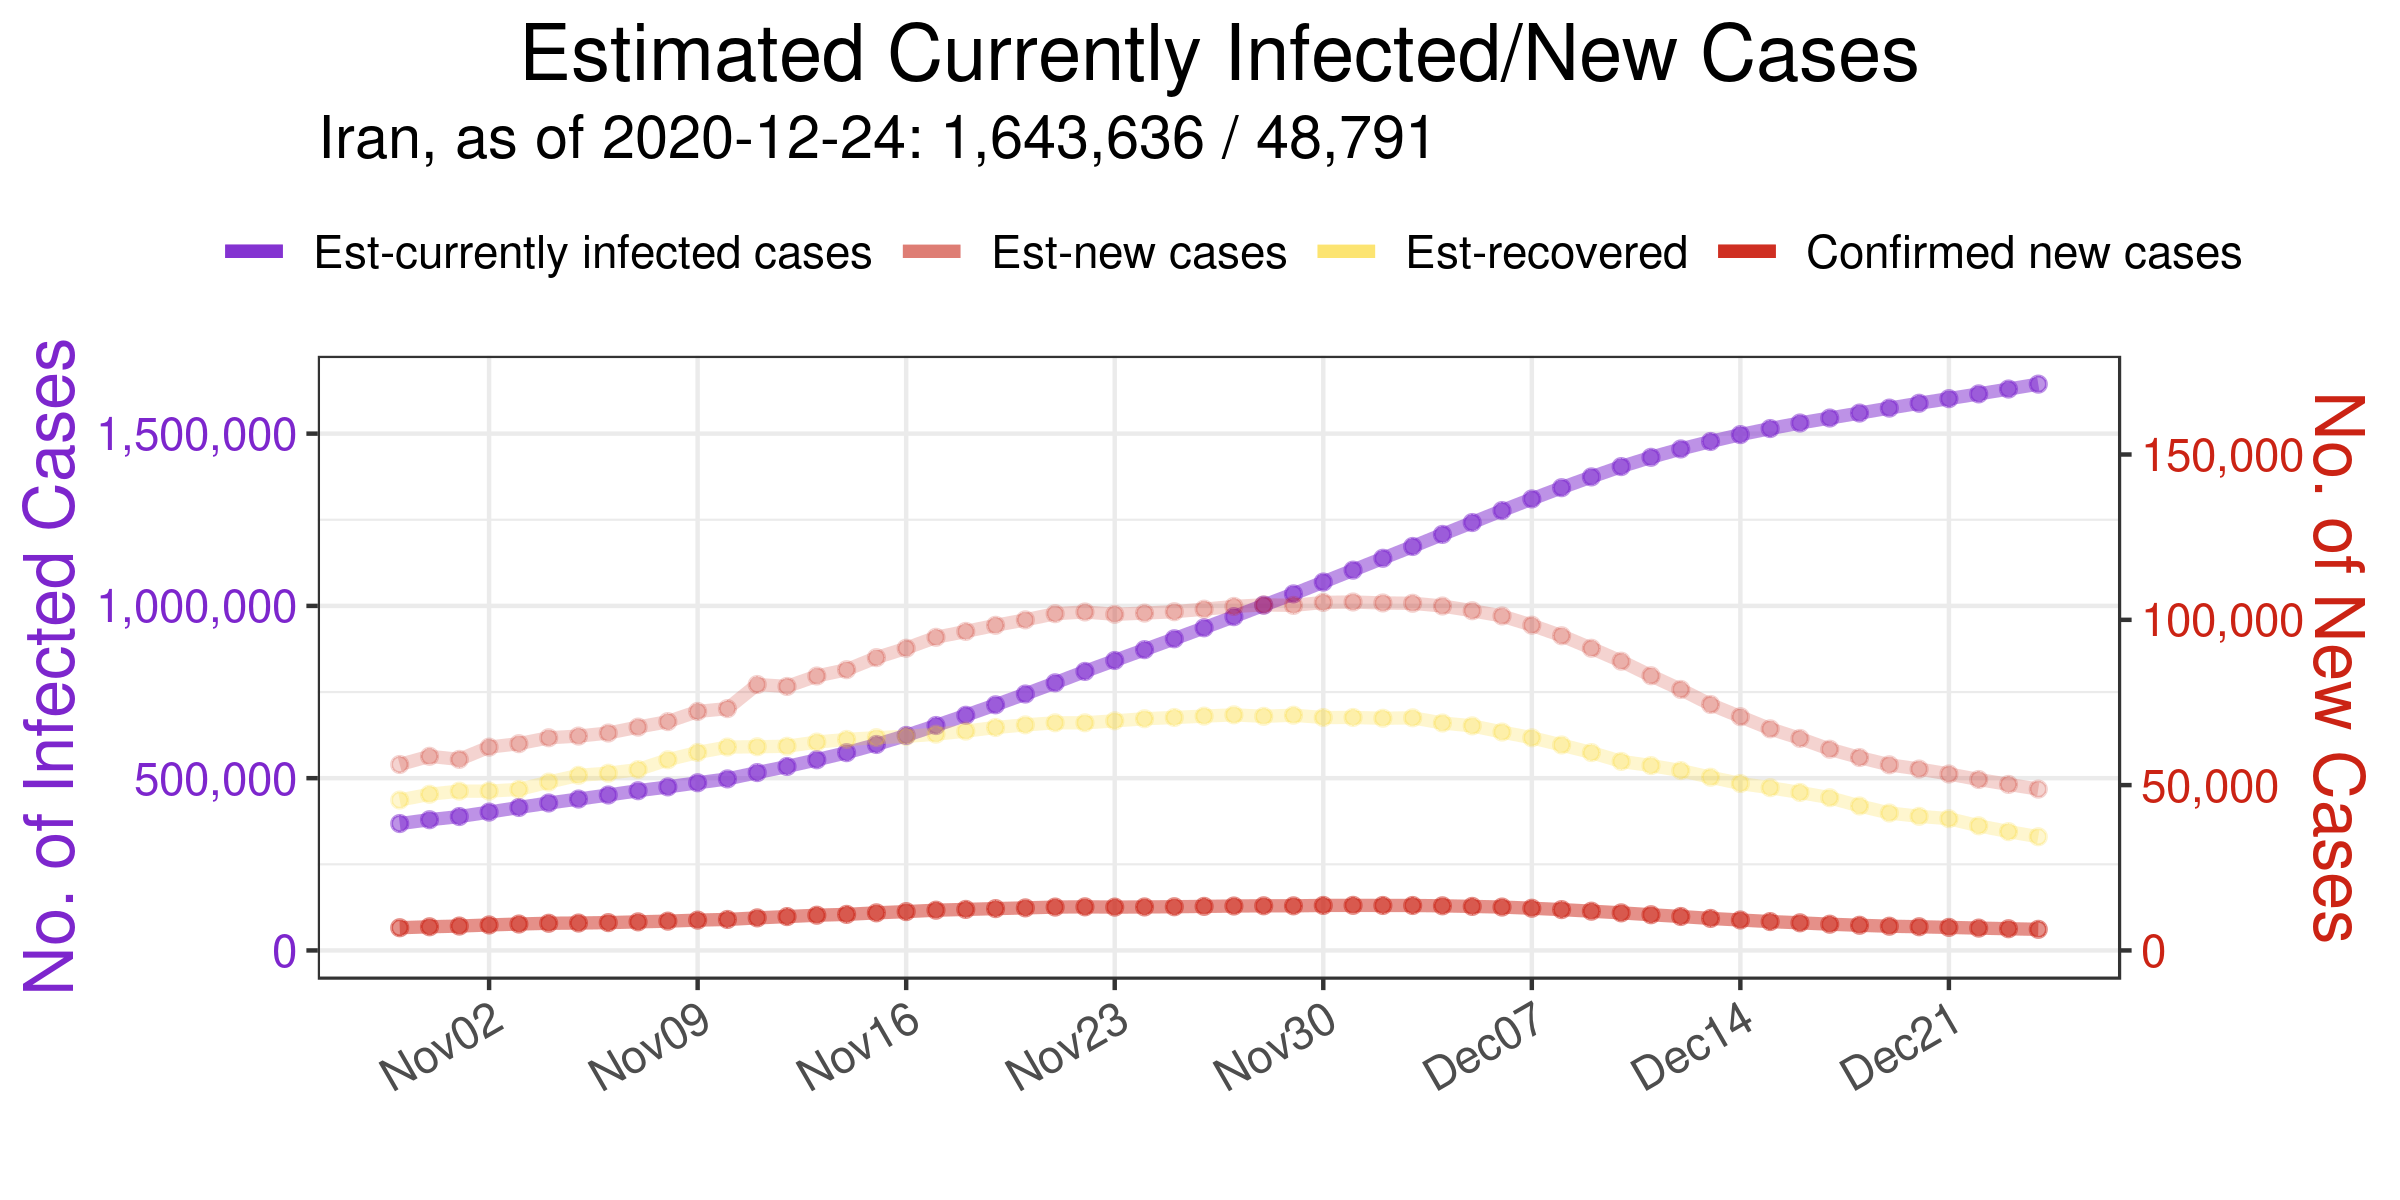 Estimated Currently Infected/New Cases
Iran, as of 2020-12-24: 1,643,636 / 48,791
Est-currently infected cases Est-new cases Est-recovered Confirmed new cases
No. of Infected Cases
1,500,000
1,000,000
500,000
0
150,000
100,000
50,000
0
No. of New Cases
Nov02 Nov09 Nov16 Nov23 Nov30 Dec07 Dec14 Dec21